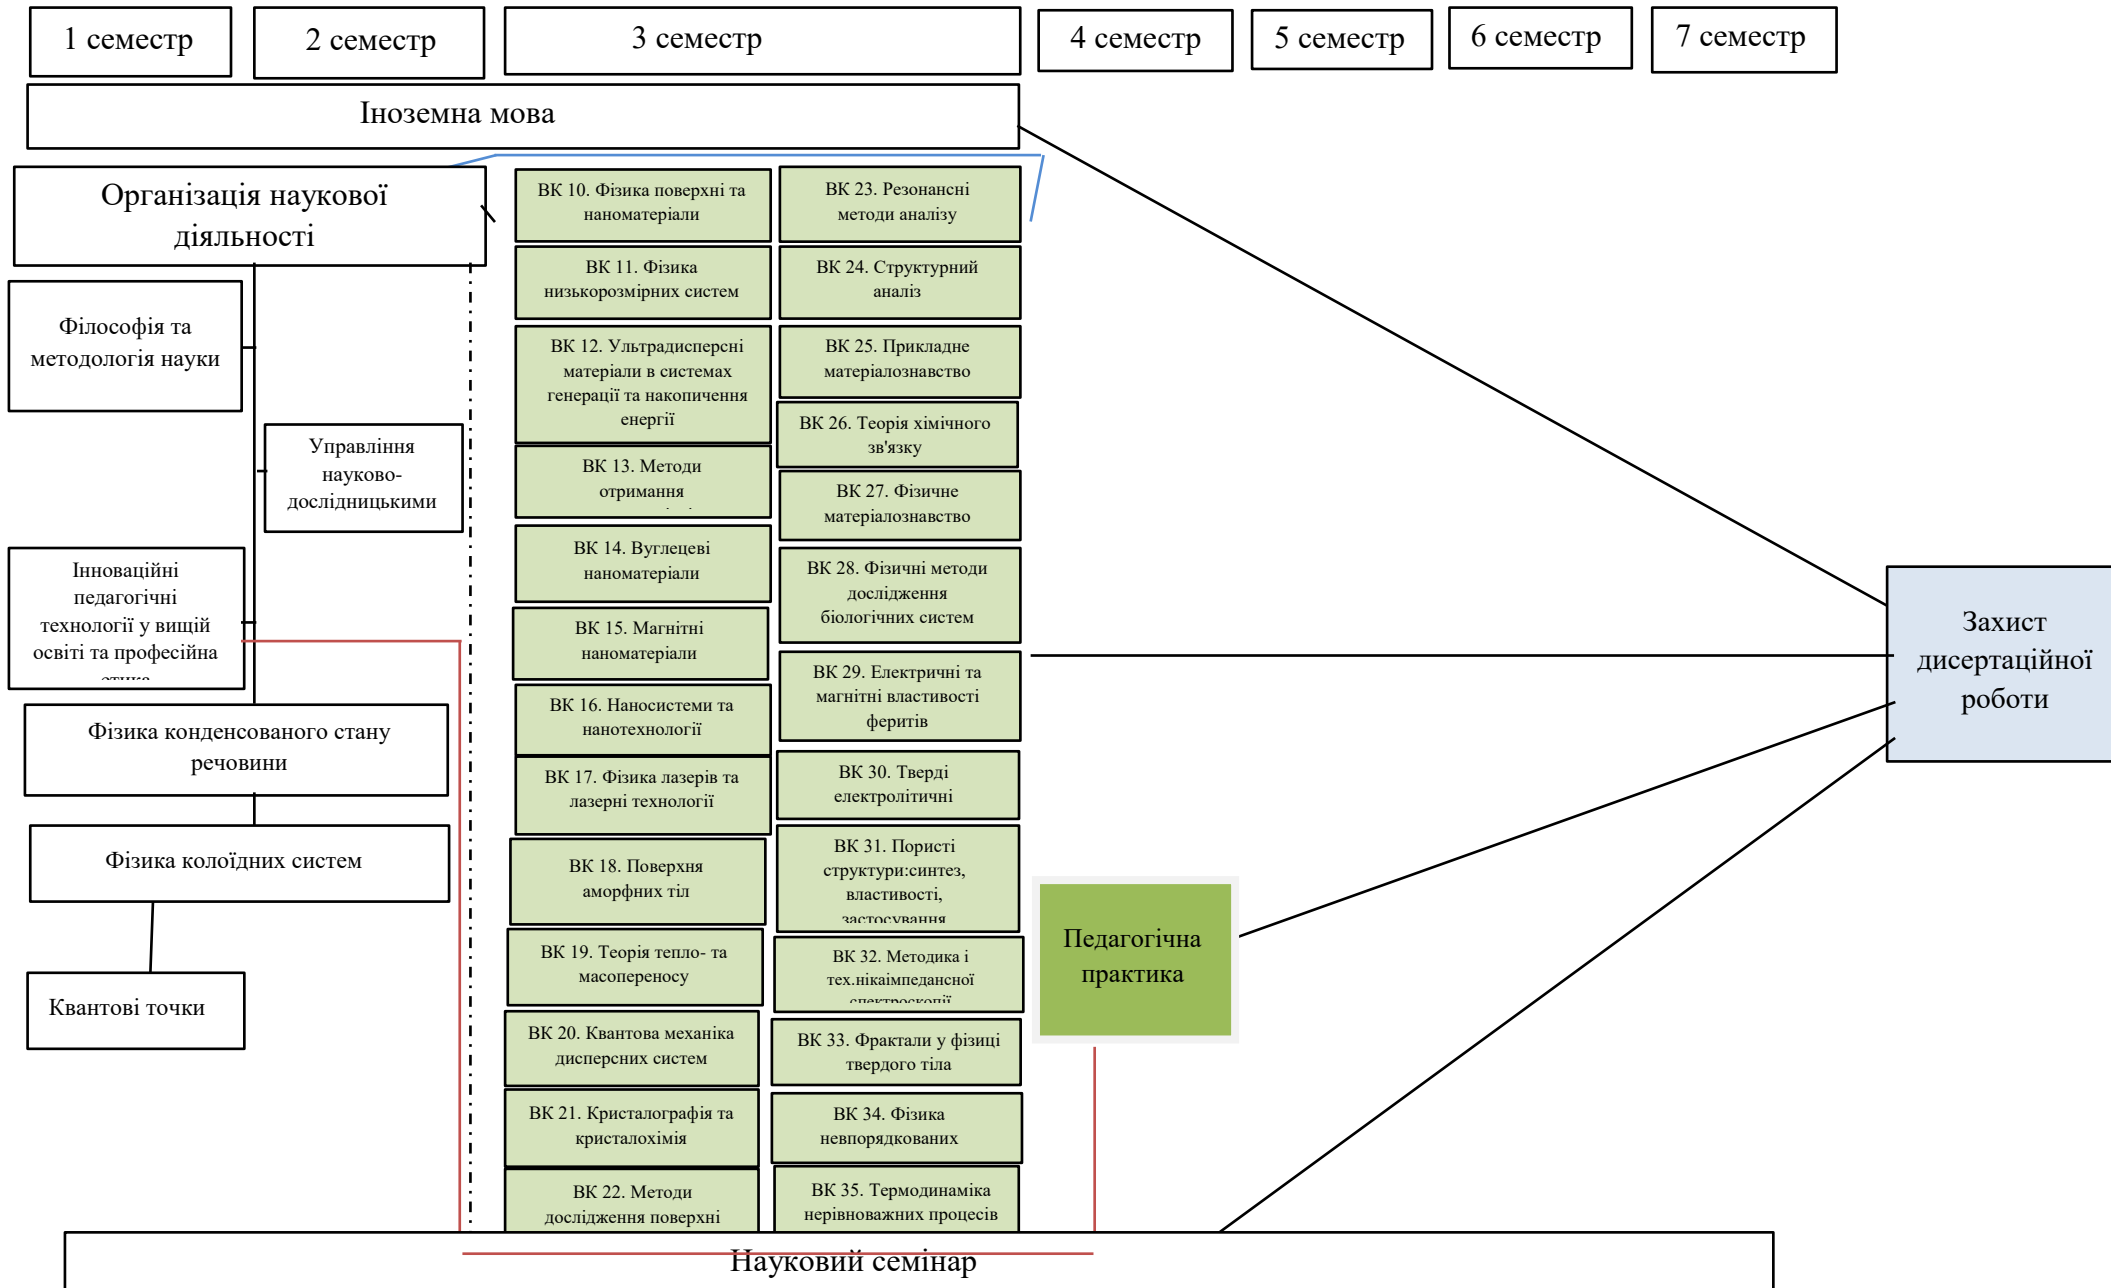 1 семестр
2 семестр
3 семестр
4 семестр
5 семестр
6 семестр
7 семестр
Іноземна мова
Організація наукової
діяльності
Філософія та
методологія науки
Управління
науково-
дослідницькими
Інноваційні
педагогічні
технології у вищій
освіті та професійна
етика
Фізика конденсованого стану
речовини
Фізика колоїдних систем
Квантові точки
ВК 10. Фізика поверхні та
наноматеріали
ВК 11. Фізика
низькорозмірних систем
ВК 12. Ультрадисперсні
матеріали в системах
генерації та накопичення
енергії
ВК 13. Методи
отримання
ВК 14. Вуглецеві
наноматеріали
ВК 15. Магнітні
наноматеріали
ВК 16. Наносистеми та
нанотехнології
ВК 17. Фізика лазерів та
лазерні технології
ВК 18. Поверхня
аморфних тіл
ВК 19. Теорія тепло- та
масопереносу
ВК 20. Квантова механіка
дисперсних систем
ВК 21. Кристалографія та
кристалохімія
ВК 22. Методи
дослідження поверхні
ВК 23. Резонансні
методи аналізу
ВК 24. Структурний
аналіз
ВК 25. Прикладне
матеріалознавство
ВК 26. Теорія хімічного
зв'язку
ВК 27. Фізичне
матеріалознавство
ВК 28. Фізичні методи
дослідження
біологічних систем
ВК 29. Електричні та
магнітні властивості
феритів
ВК 30. Тверді
електролітичні
ВК 31. Пористі
структури:синтез,
властивості,
застосування
ВК 32. Методика і
тех.нікаімпедансної
спектроскопії
ВК 33. Фрактали у фізиці
твердого тіла
ВК 34. Фізика
невпорядкованих
ВК 35. Термодинаміка
нерівноважних процесів
Педагогічна
практика
Захист
дисертаційної
роботи
Науковий семінар